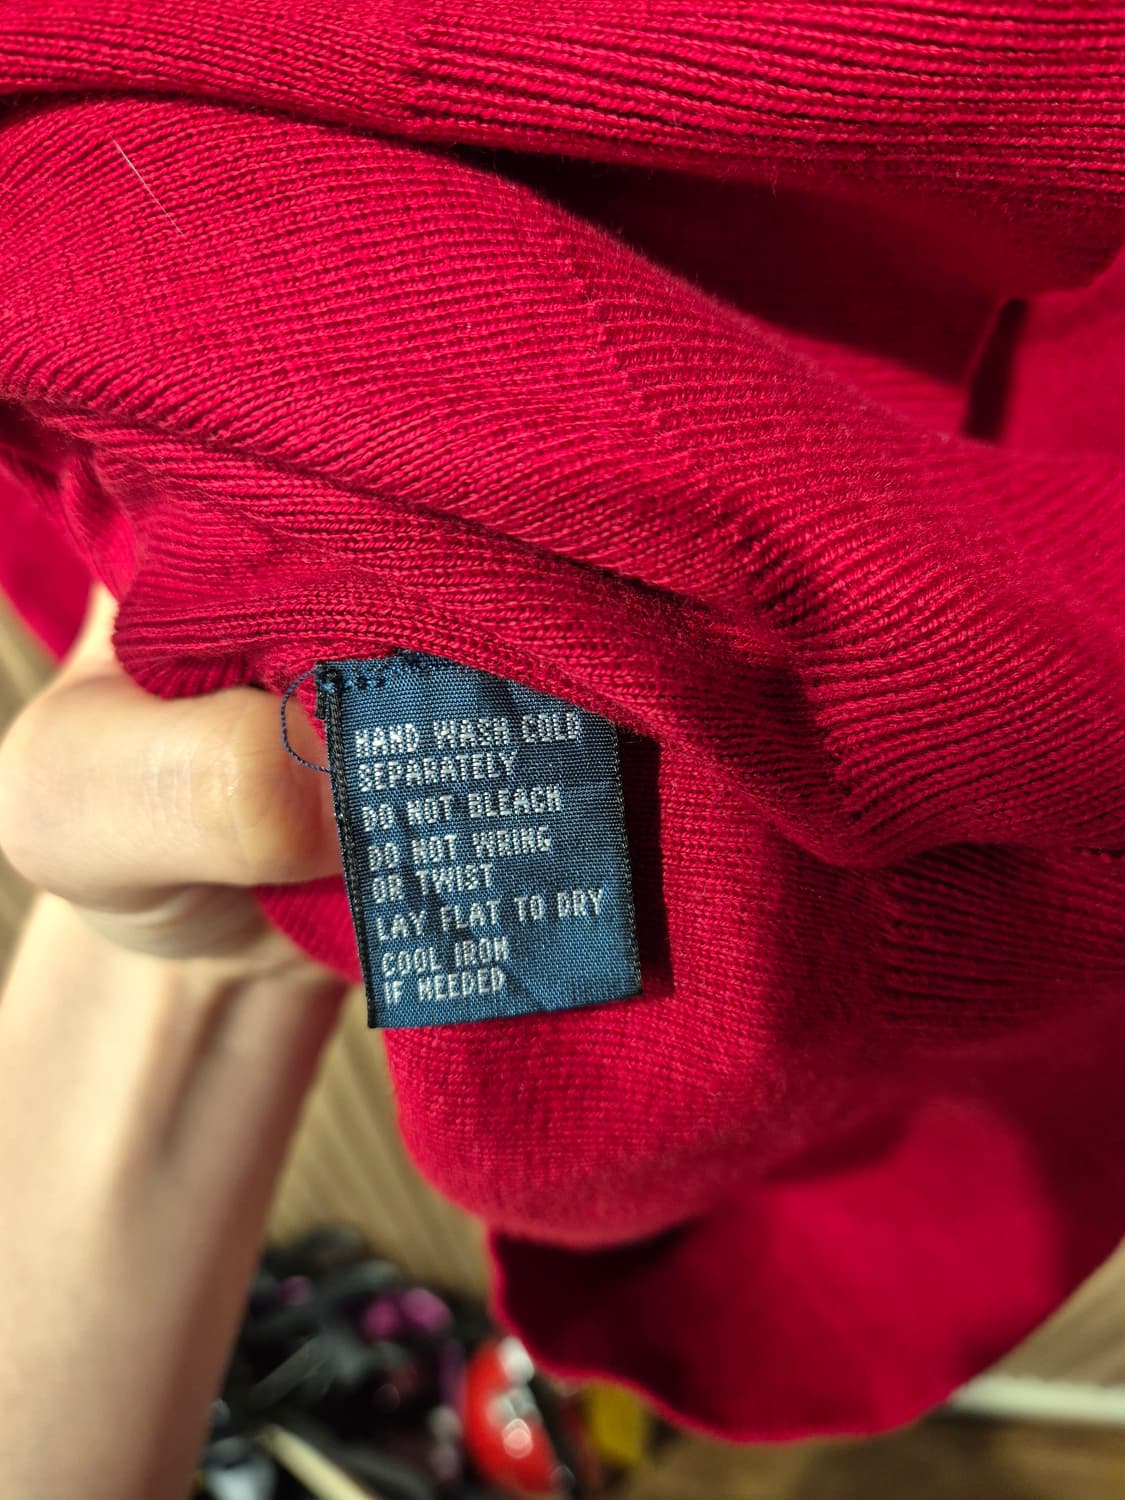 HAND WASH COLD
SEPARATELY
DO NOT BLEACH
DO NOT WRING
OR TWIST
LAY FLAT TO DRY
COOL IRON
IF NEEDED